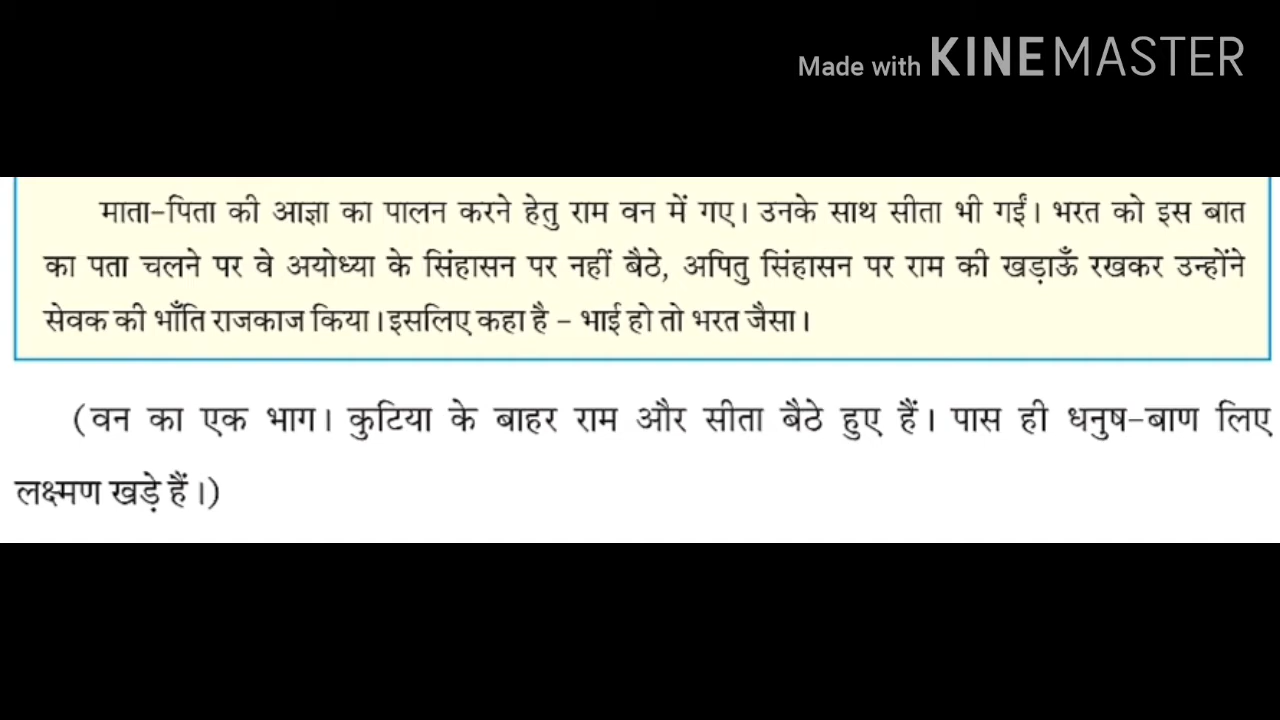 Made with KINEMASTER
माता-पिता की आज्ञा का पालन करने हेतु राम वन में गए। उनके साथ सीता भी गईं। भरत को इस बात
का पता चलने पर वे अयोध्या के सिंहासन पर नहीं बैठे, अपितु सिंहासन पर राम की खड़ाऊँ रखकर उन्होंने
सेवक की भाँति राजकाज किया। इसलिए कहा है – भाई हो तो भरत जैसा।
(वन का एक भाग। कुटिया के बाहर राम और सीता बैठे हुए हैं। पास ही धनुष-बाण लिए
लक्ष्मण खड़े हैं।)